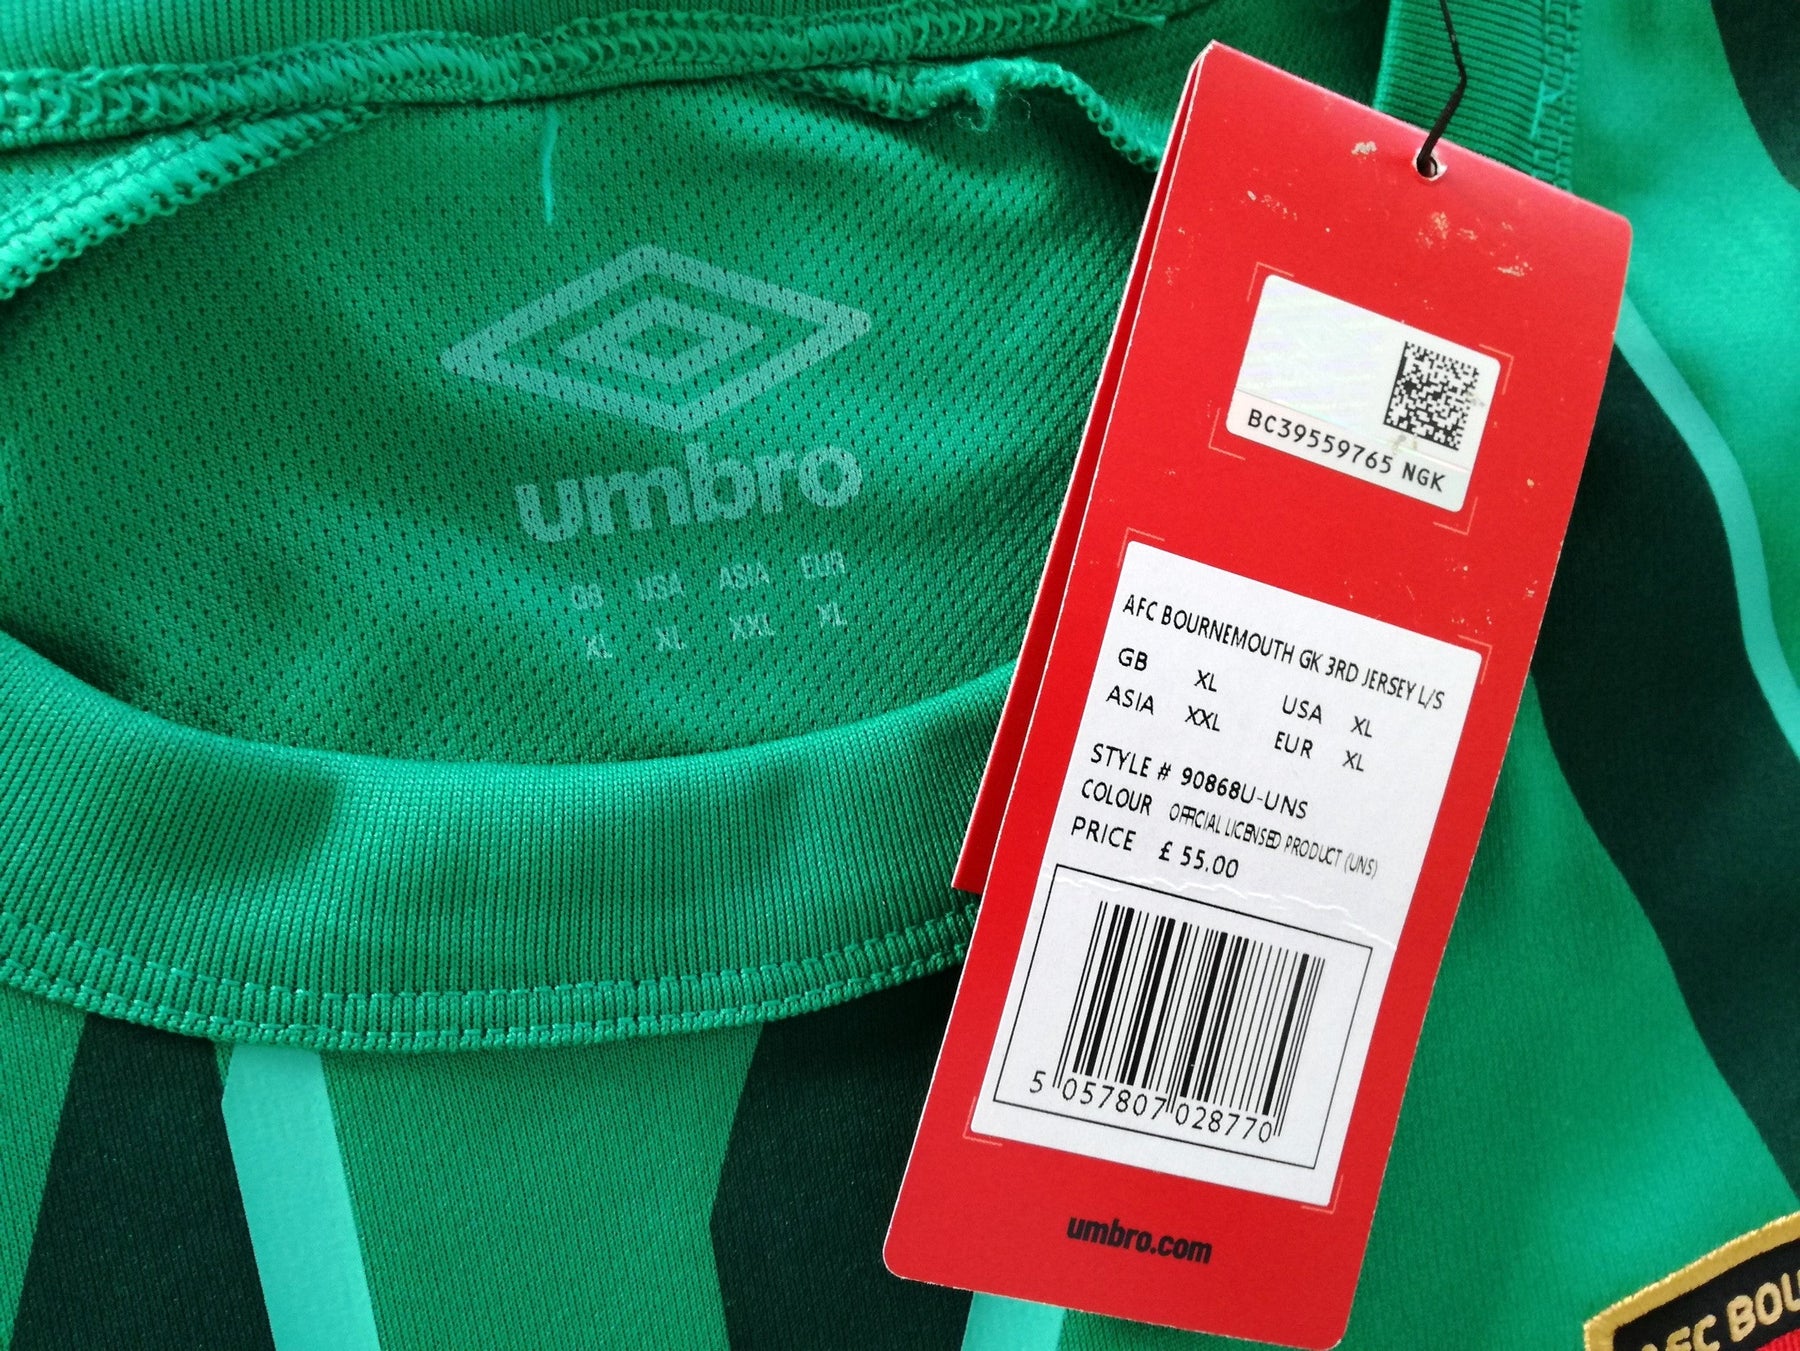 umbro
GB USA ASIA EUR
XL XL XXL XL
BC39559765 NGK
AFC BOURNEMOUTH GK 3RD JERSEY L/S
GB XL USA XL
ASIA XXL EUR XL
STYLE # 90868U-UNS
COLOUR OFFICIAL LICENSED PRODUCT (UNS)
PRICE £ 55.00
5 057807 028770
umbro.com
AFC BOU